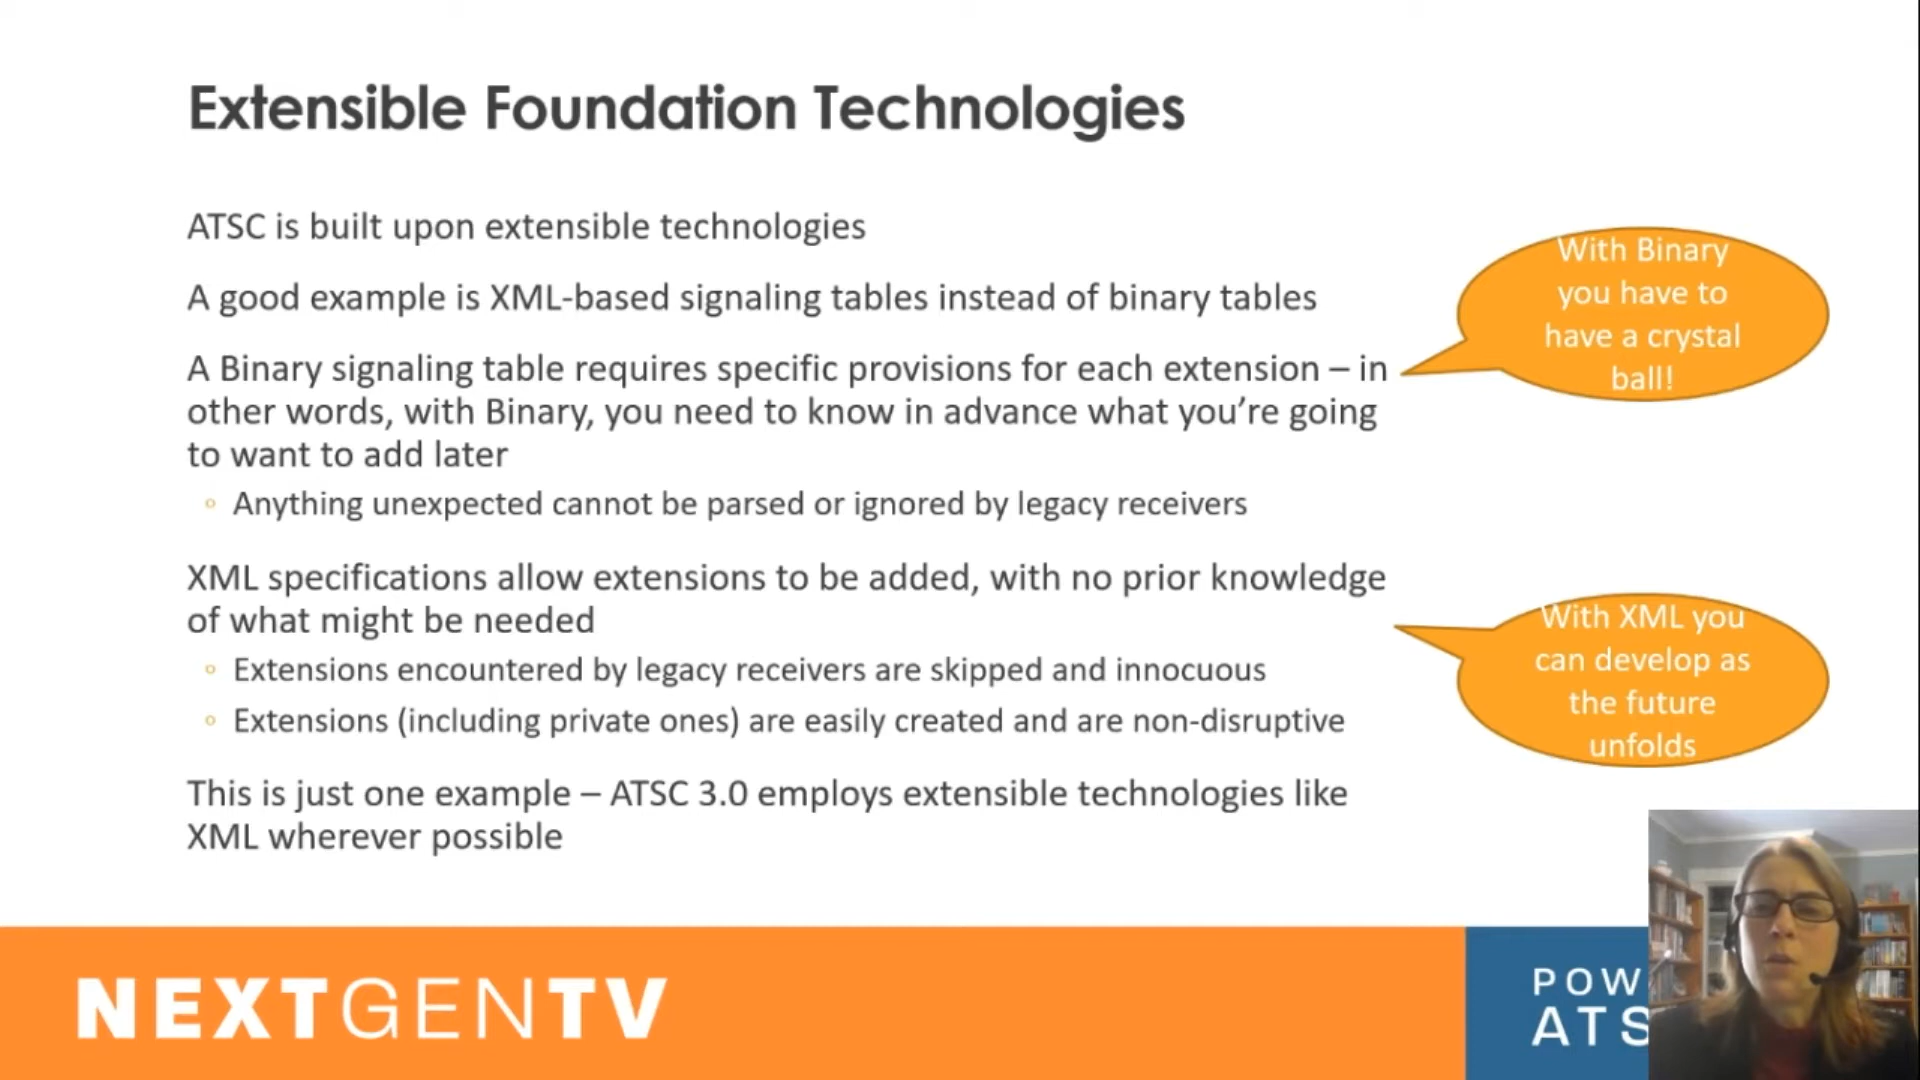 Extensible Foundation Technologies
ATSC is built upon extensible technologies
A good example is XML-based signaling tables instead of binary tables
A Binary signaling table requires specific provisions for each extension – in
other words, with Binary, you need to know in advance what you’re going
to want to add later
◦ Anything unexpected cannot be parsed or ignored by legacy receivers
With Binary
you have to
have a crystal
ball!
XML specifications allow extensions to be added, with no prior knowledge
of what might be needed
◦ Extensions encountered by legacy receivers are skipped and innocuous
◦ Extensions (including private ones) are easily created and are non-disruptive
With XML you
can develop as
the future
unfolds
This is just one example – ATSC 3.0 employs extensible technologies like
XML wherever possible
NEXTGENTV
POW
ATS